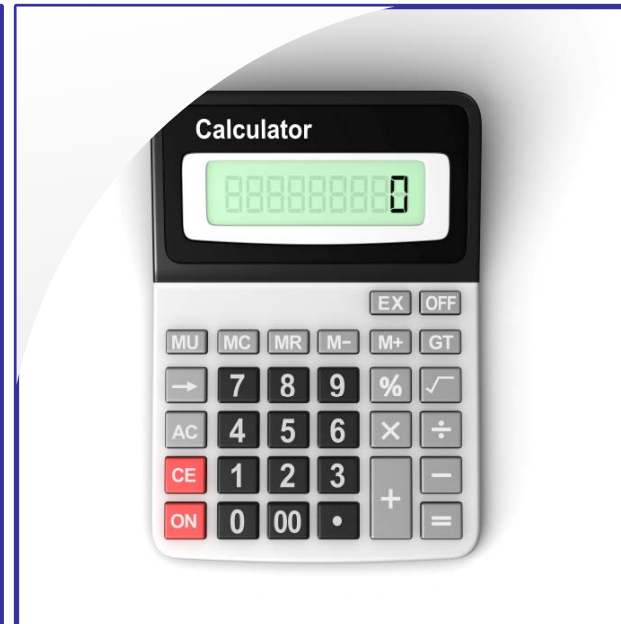 Calculator
0
EX OFF
MU MC MR M− M+ GT
→ 7 8 9 % √
AC 4 5 6 × ÷
CE 1 2 3 + −
ON 0 00 • =